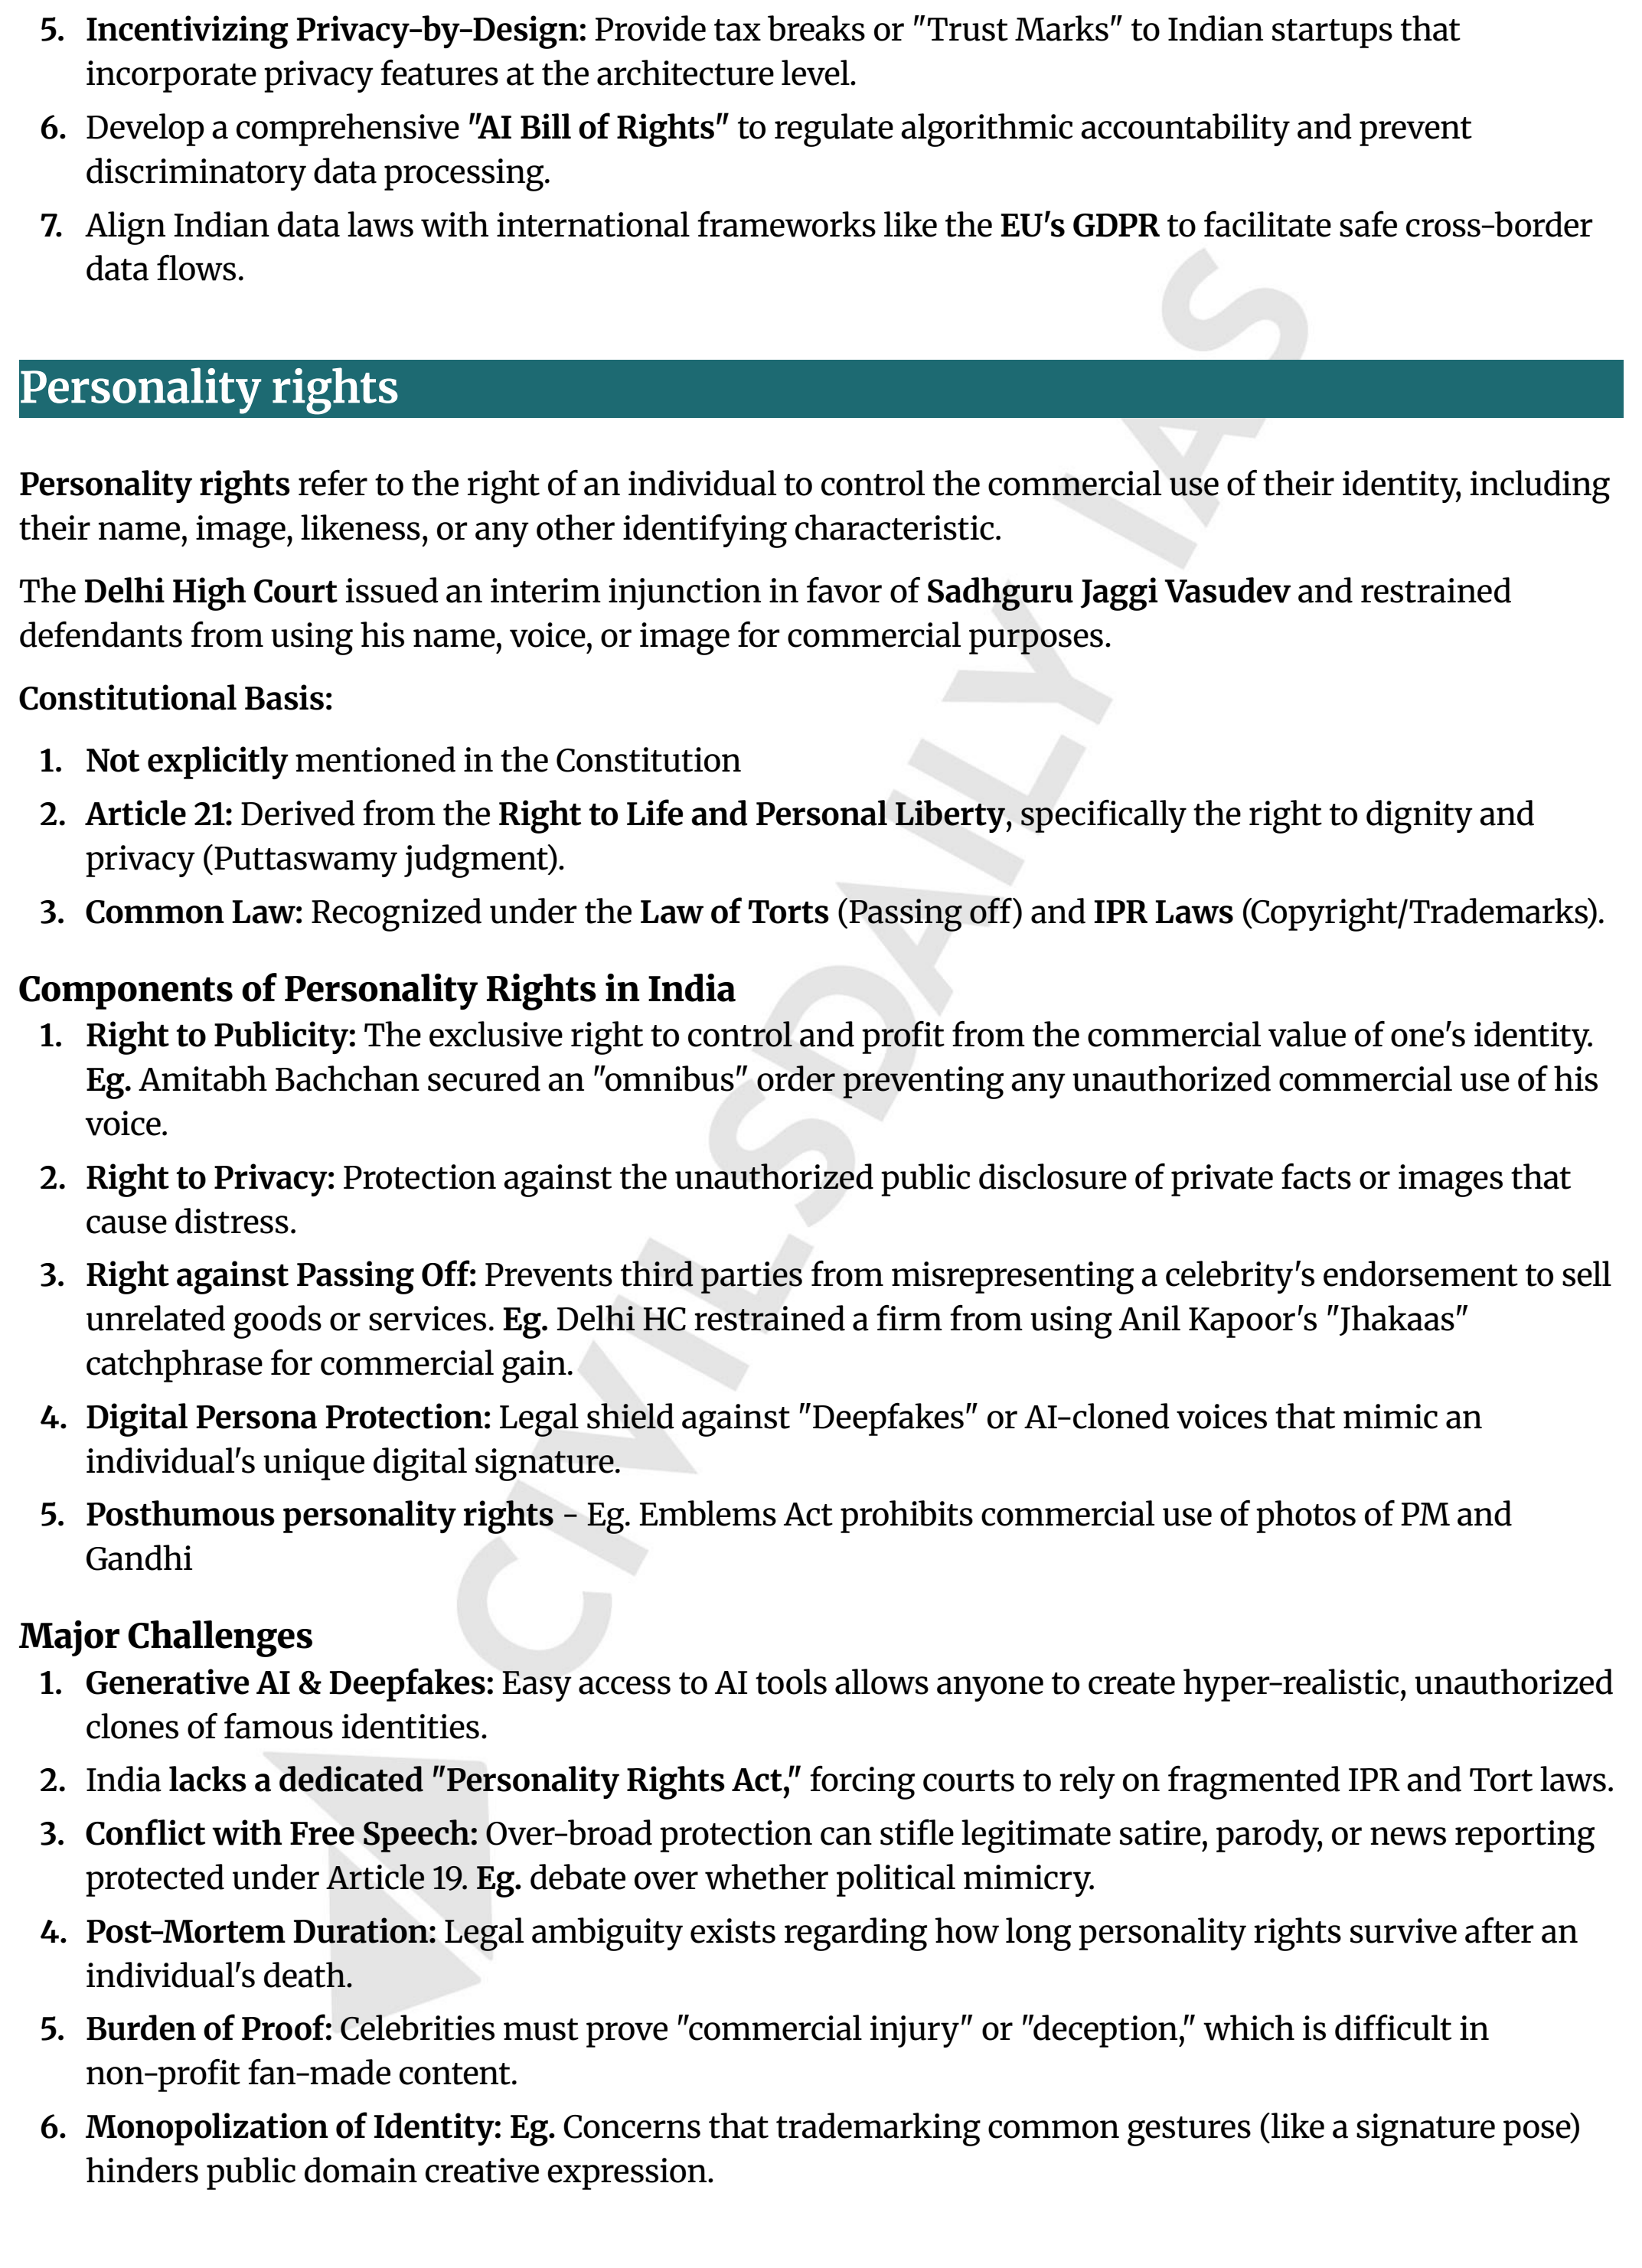 5. Incentivizing Privacy-by-Design: Provide tax breaks or "Trust Marks" to Indian startups that
incorporate privacy features at the architecture level.
6. Develop a comprehensive "AI Bill of Rights" to regulate algorithmic accountability and prevent
discriminatory data processing.
7. Align Indian data laws with international frameworks like the EU's GDPR to facilitate safe cross-border
data flows.
Personality rights
Personality rights refer to the right of an individual to control the commercial use of their identity, including
their name, image, likeness, or any other identifying characteristic.
The Delhi High Court issued an interim injunction in favor of Sadhguru Jaggi Vasudev and restrained
defendants from using his name, voice, or image for commercial purposes.
Constitutional Basis:
1. Not explicitly mentioned in the Constitution
2. Article 21: Derived from the Right to Life and Personal Liberty, specifically the right to dignity and
privacy (Puttaswamy judgment).
3. Common Law: Recognized under the Law of Torts (Passing off) and IPR Laws (Copyright/Trademarks).
Components of Personality Rights in India
1. Right to Publicity: The exclusive right to control and profit from the commercial value of one's identity.
Eg. Amitabh Bachchan secured an "omnibus" order preventing any unauthorized commercial use of his
voice.
2. Right to Privacy: Protection against the unauthorized public disclosure of private facts or images that
cause distress.
3. Right against Passing Off: Prevents third parties from misrepresenting a celebrity's endorsement to sell
unrelated goods or services. Eg. Delhi HC restrained a firm from using Anil Kapoor's "Jhakaas"
catchphrase for commercial gain.
4. Digital Persona Protection: Legal shield against "Deepfakes" or AI-cloned voices that mimic an
individual's unique digital signature.
5. Posthumous personality rights - Eg. Emblems Act prohibits commercial use of photos of PM and
Gandhi
Major Challenges
1. Generative AI & Deepfakes: Easy access to AI tools allows anyone to create hyper-realistic, unauthorized
clones of famous identities.
2. India lacks a dedicated "Personality Rights Act," forcing courts to rely on fragmented IPR and Tort laws.
3. Conflict with Free Speech: Over-broad protection can stifle legitimate satire, parody, or news reporting
protected under Article 19. Eg. debate over whether political mimicry.
4. Post-Mortem Duration: Legal ambiguity exists regarding how long personality rights survive after an
individual's death.
5. Burden of Proof: Celebrities must prove "commercial injury" or "deception," which is difficult in
non-profit fan-made content.
6. Monopolization of Identity: Eg. Concerns that trademarking common gestures (like a signature pose)
hinders public domain creative expression.
CIVILSDAILY IAS